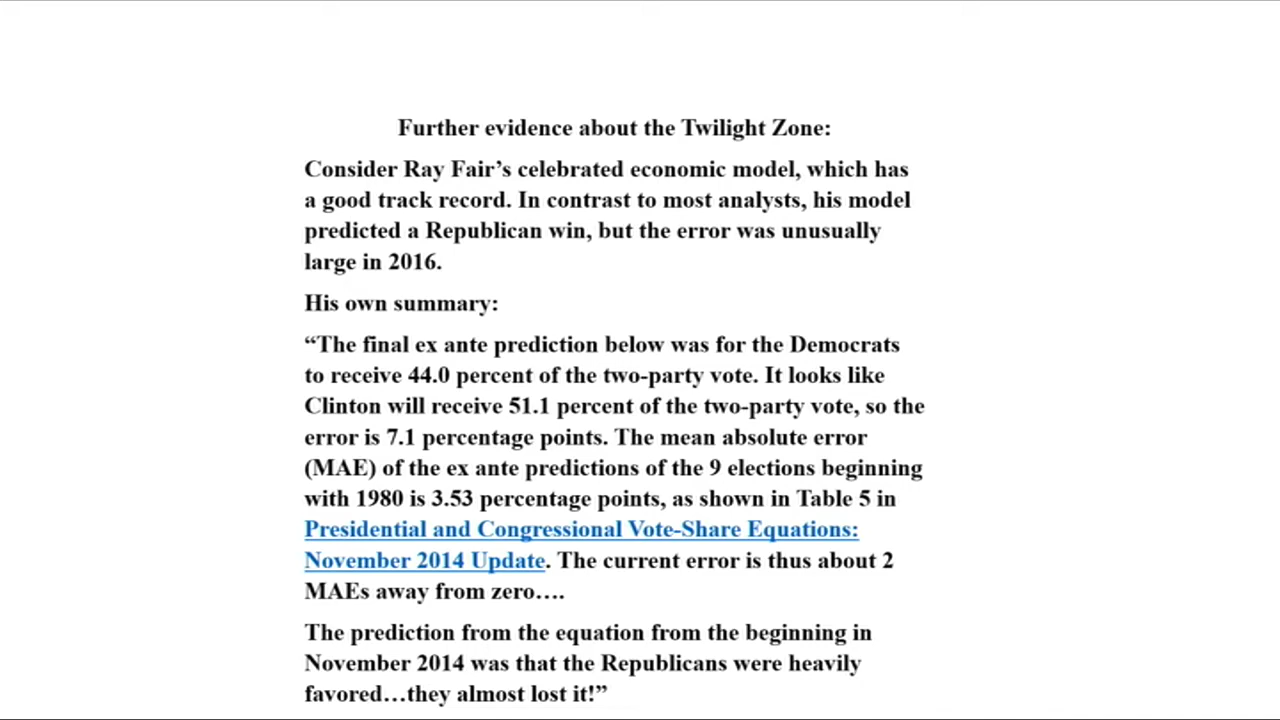 Further evidence about the Twilight Zone:
Consider Ray Fair’s celebrated economic model, which has
a good track record. In contrast to most analysts, his model
predicted a Republican win, but the error was unusually
large in 2016.
His own summary:
“The final ex ante prediction below was for the Democrats
to receive 44.0 percent of the two-party vote. It looks like
Clinton will receive 51.1 percent of the two-party vote, so the
error is 7.1 percentage points. The mean absolute error
(MAE) of the ex ante predictions of the 9 elections beginning
with 1980 is 3.53 percentage points, as shown in Table 5 in
Presidential and Congressional Vote-Share Equations:
November 2014 Update. The current error is thus about 2
MAEs away from zero….
The prediction from the equation from the beginning in
November 2014 was that the Republicans were heavily
favored…they almost lost it!”